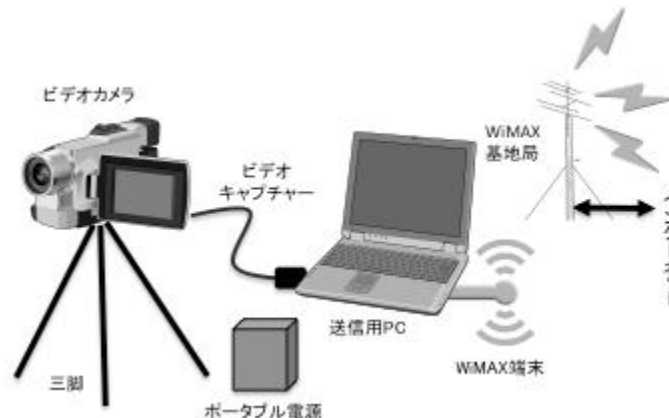 ビデオカメラ
WiMAX
基地局
ビデオ
キャプチャー
送信用PC
WiMAX端末
三脚
ポータブル電源